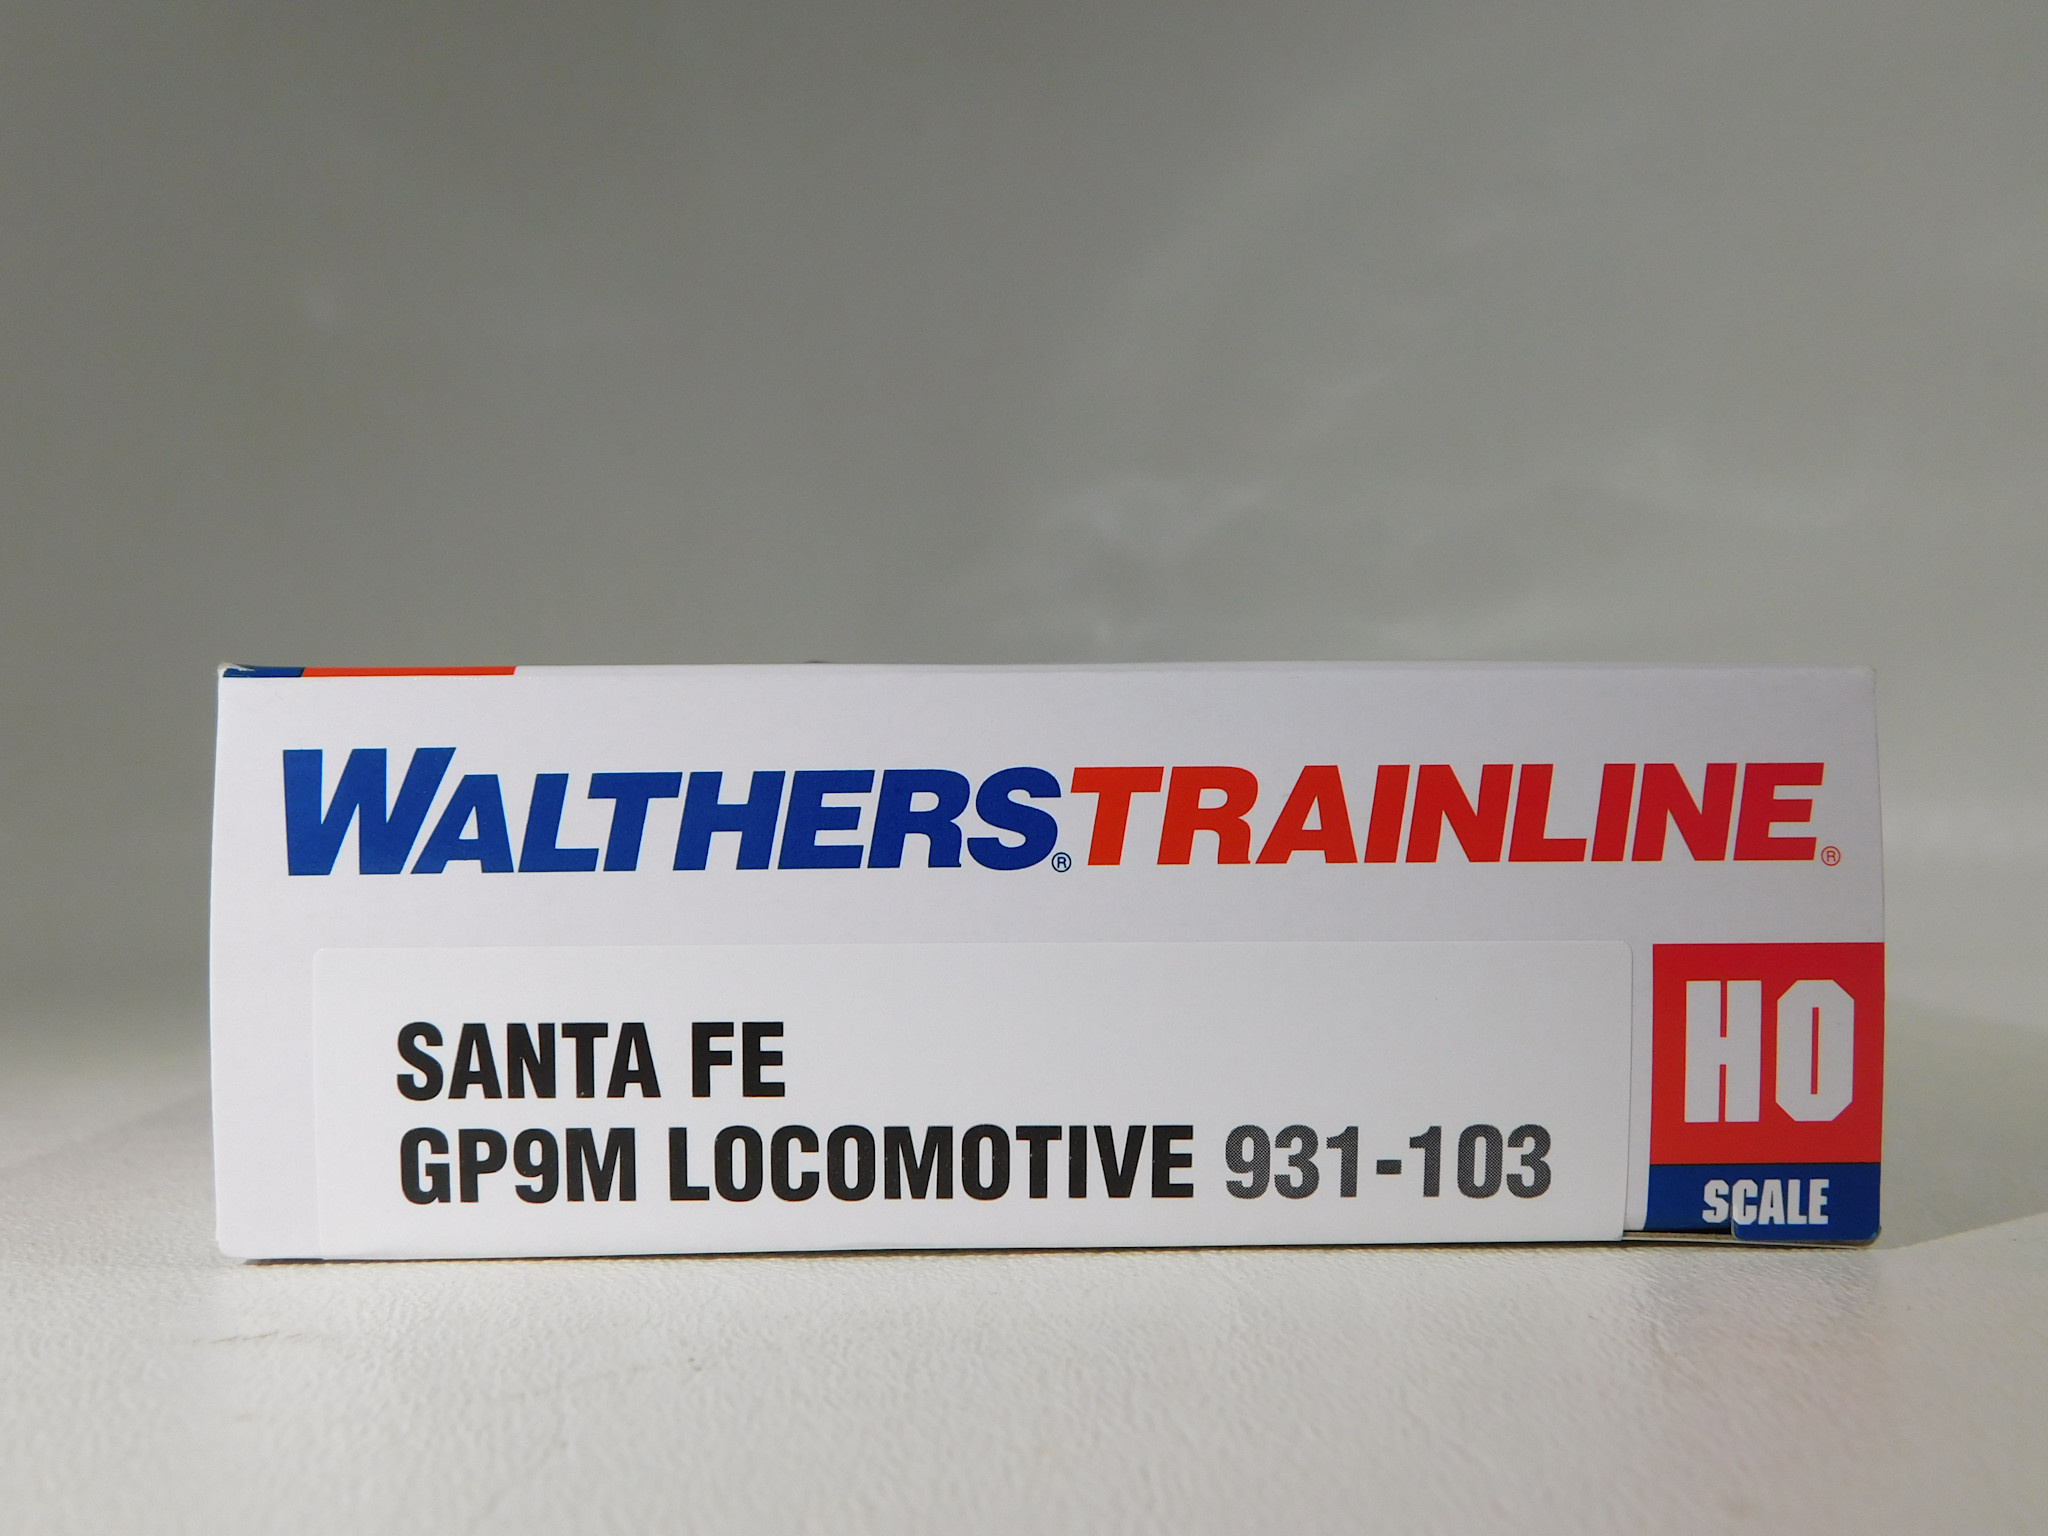 WALTHERS® TRAINLINE®
SANTA FE
GP9M LOCOMOTIVE 931-103
HO
SCALE